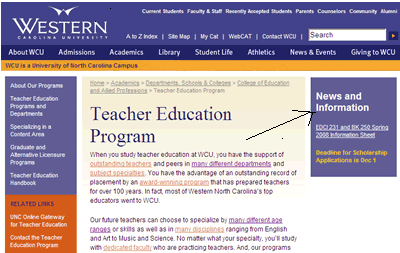 Current Students Faculty & Staff Recently Accepted Students Parents Counselors Community Alumni
WESTERN
CAROLINA UNIVERSITY
A to Z Index | Site Map | My Cat | WebCAT | Contact WCU | Search
About WCU Admissions Academics Library Student Life Athletics News & Events Giving to WCU
WCU is a University of North Carolina Campus
About Our Programs
Teacher Education
Programs and
Departments
Specializing in a
Content Area
Graduate and
Alternative Licensure
Programs
Teacher Education
Handbook
RELATED LINKS
UNC Online Gateway
for Teacher Education
Contact the Teacher
Education Program
Home > Academics > Departments, Schools & Colleges > College of Education
and Allied Professions > Teacher Education Program
Teacher Education
Program
When you study teacher education at WCU, you have the support of
outstanding teachers and peers in many different departments and
subject specialties. You have the advantage of an outstanding record of
placement by an award-winning program that has prepared teachers
for over 100 years. In fact, most of Western North Carolina's top
educators went to WCU.
Our future teachers can choose to specialize by many different age
ranges or skills as well as in many disciplines ranging from English
and Art to Music and Science. No matter what your specialty, you'll study
with dedicated faculty who are practicing teachers. And, our programs
News and
Information
EDCI 231 and BK 250 Spring
2008 Information Sheet
Deadline for Scholarship
Applications is Dec 1